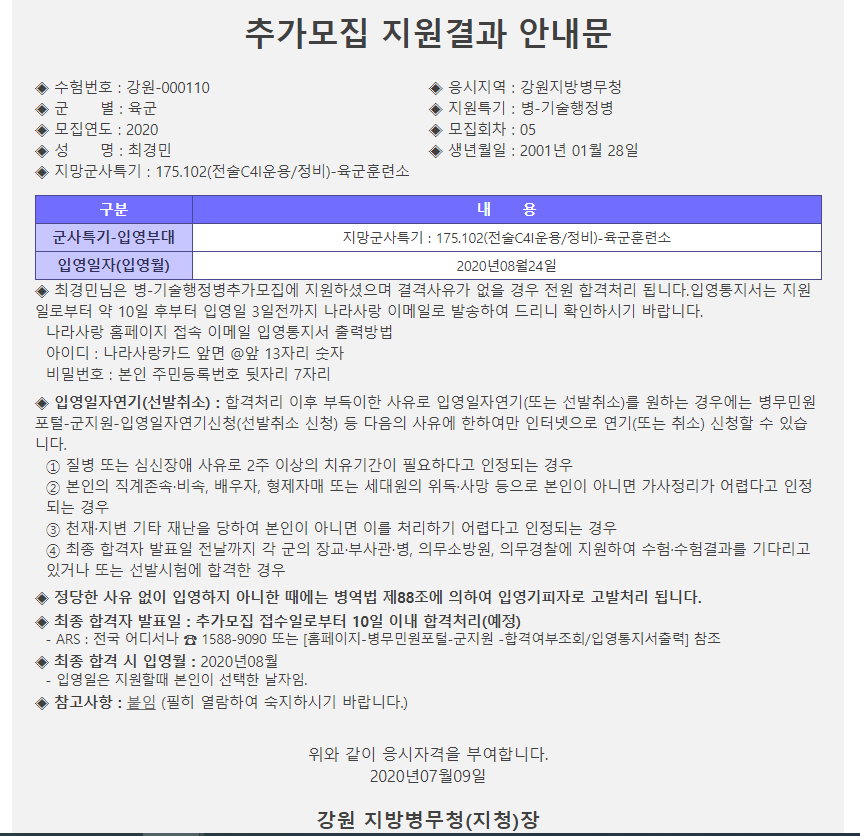 추가모집 지원결과 안내문
◈ 수험번호 : 강원-000110 ◈ 응시지역 : 강원지방병무청
◈ 군 별 : 육군 ◈ 지원특기 : 병-기술행정병
◈ 모집연도 : 2020 ◈ 모집회차 : 05
◈ 성 명 : 최경민 ◈ 생년월일 : 2001년 01월 28일
◈ 지망군사특기 : 175.102(전술C4I운용/정비)-육군훈련소
구분 내 용
군사특기-입영부대 지망군사특기 : 175.102(전술C4I운용/정비)-육군훈련소
입영일자(입영월) 2020년08월24일
◈ 최경민님은 병-기술행정병추가모집에 지원하셨으며 결격사유가 없을 경우 전원 합격처리 됩니다.입영통지서는 지원
일로부터 약 10일 후부터 입영일 3일전까지 나라사랑 이메일로 발송하여 드리니 확인하시기 바랍니다.
나라사랑 홈페이지 접속 이메일 입영통지서 출력방법
아이디 : 나라사랑카드 앞면 @앞 13자리 숫자
비밀번호 : 본인 주민등록번호 뒷자리 7자리
◈ 입영일자연기(선발취소) : 합격처리 이후 부득이한 사유로 입영일자연기(또는 선발취소)를 원하는 경우에는 병무민원
포털-군지원-입영일자연기신청(선발취소 신청) 등 다음의 사유에 한하여만 인터넷으로 연기(또는 취소) 신청할 수 있습
니다.
① 질병 또는 심신장애 사유로 2주 이상의 치유기간이 필요하다고 인정되는 경우
② 본인의 직계존속·비속, 배우자, 형제자매 또는 세대원의 위독·사망 등으로 본인이 아니면 가사정리가 어렵다고 인정
되는 경우
③ 천재·지변 기타 재난을 당하여 본인이 아니면 이를 처리하기 어렵다고 인정되는 경우
④ 최종 합격자 발표일 전날까지 각 군의 장교·부사관·병, 의무소방원, 의무경찰에 지원하여 수험·수험결과를 기다리고
있거나 또는 선발시험에 합격한 경우
◈ 정당한 사유 없이 입영하지 아니한 때에는 병역법 제88조에 의하여 입영기피자로 고발처리 됩니다.
◈ 최종 합격자 발표일 : 추가모집 접수일로부터 10일 이내 합격처리(예정)
- ARS : 전국 어디서나 ☎ 1588-9090 또는 [홈페이지-병무민원포털-군지원 -합격여부조회/입영통지서출력] 참조
◈ 최종 합격 시 입영월 : 2020년08월
- 입영일은 지원할때 본인이 선택한 날자임.
◈ 참고사항 : 붙임 (필히 열람하여 숙지하시기 바랍니다.)
위와 같이 응시자격을 부여합니다.
2020년07월09일
강원 지방병무청(지청)장